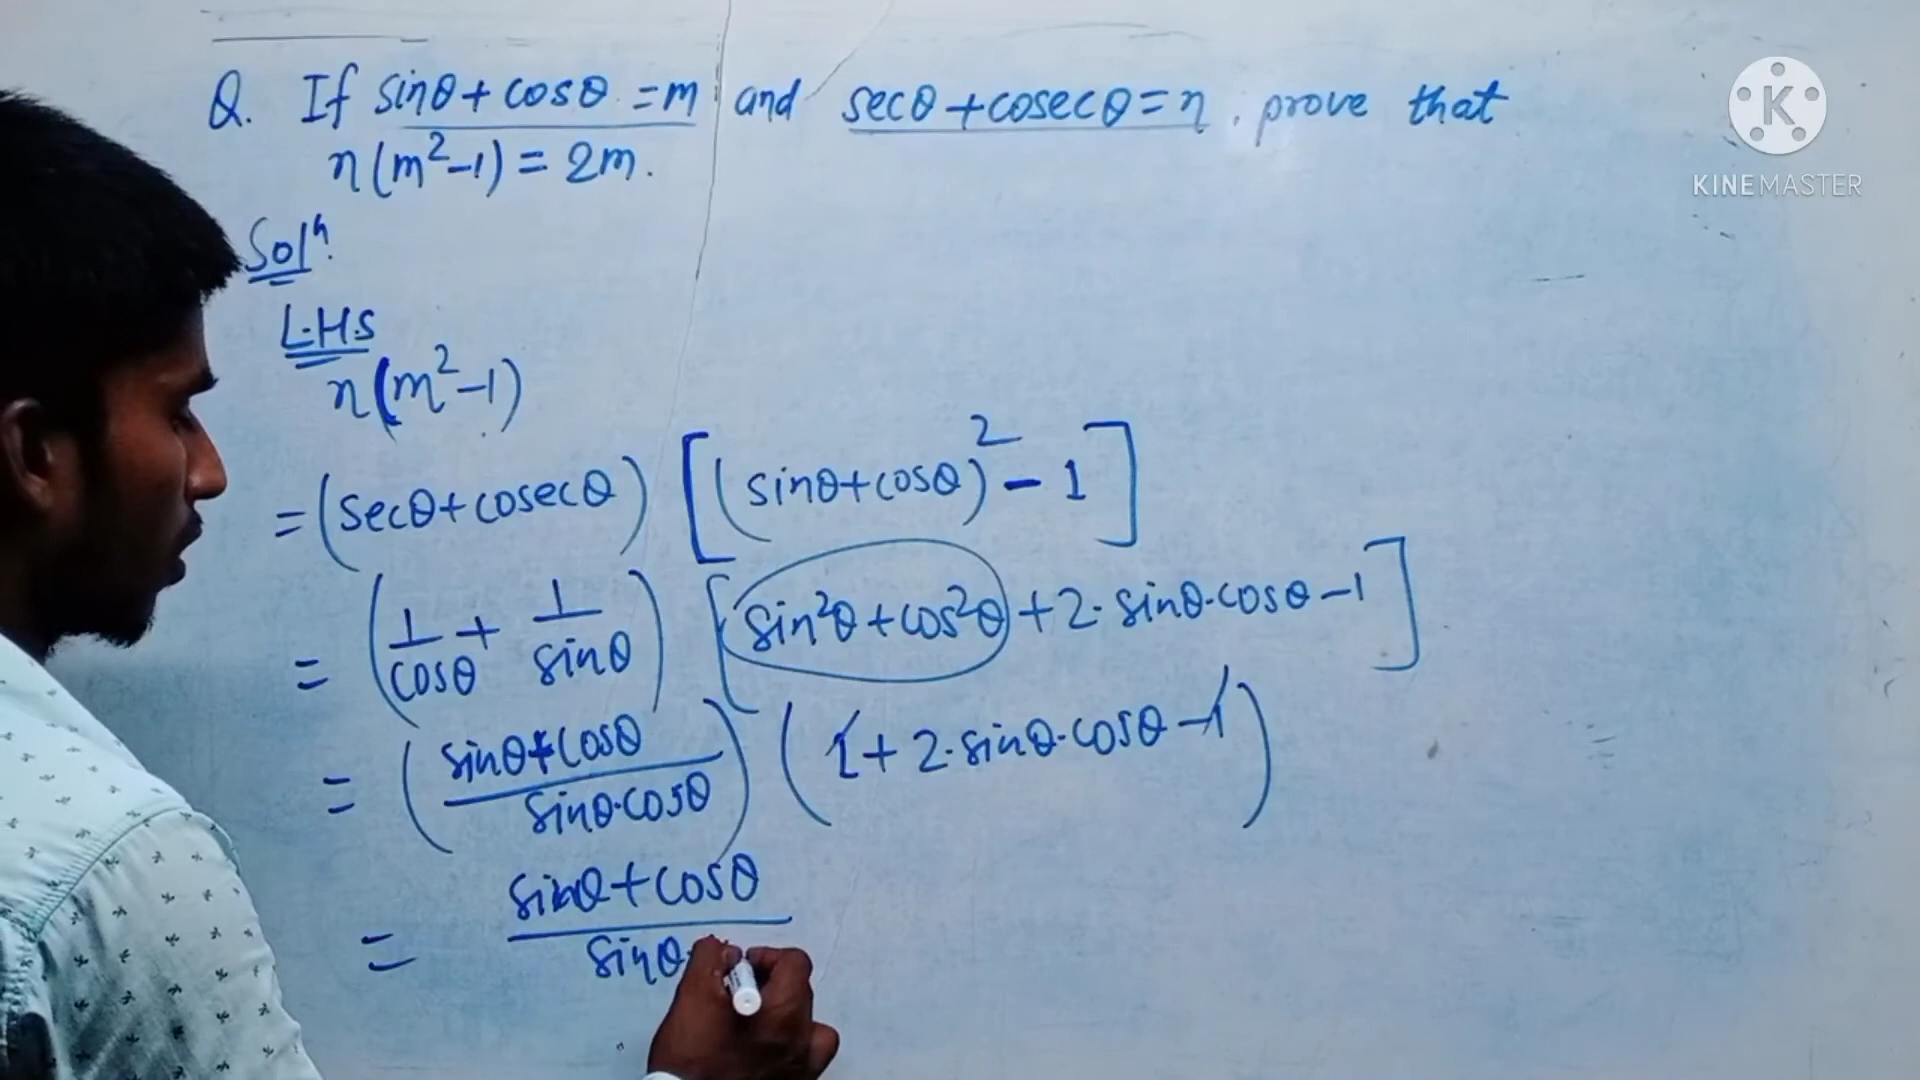 Q. If sinθ + cosθ = m and secθ + cosecθ = n, prove that
n(m²-1) = 2m.
Solⁿ.
L.H.S
n(m²-1)
= (secθ + cosecθ) [(sinθ + cosθ)² - 1]
= (1/cosθ + 1/sinθ) [sin²θ + cos²θ + 2·sinθ·cosθ - 1]
= (sinθ + cosθ / sinθ·cosθ) (1 + 2·sinθ·cosθ - 1)
= sinθ + cosθ / sinθ·
K
KINEMASTER